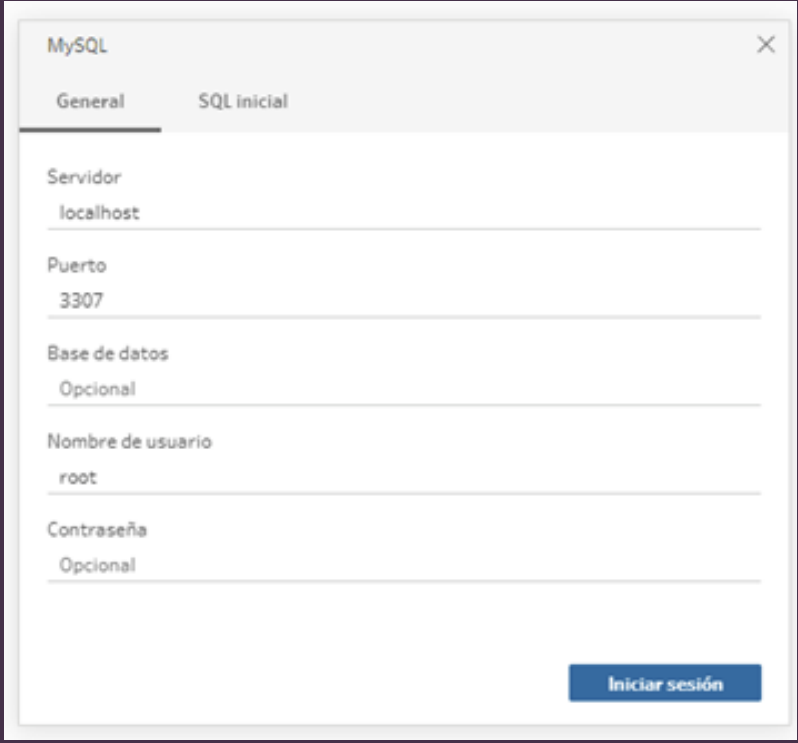 MySQL
General SQL inicial
Servidor
localhost
Puerto
3307
Base de datos
Opcional
Nombre de usuario
root
Contraseña
Opcional
Iniciar sesión